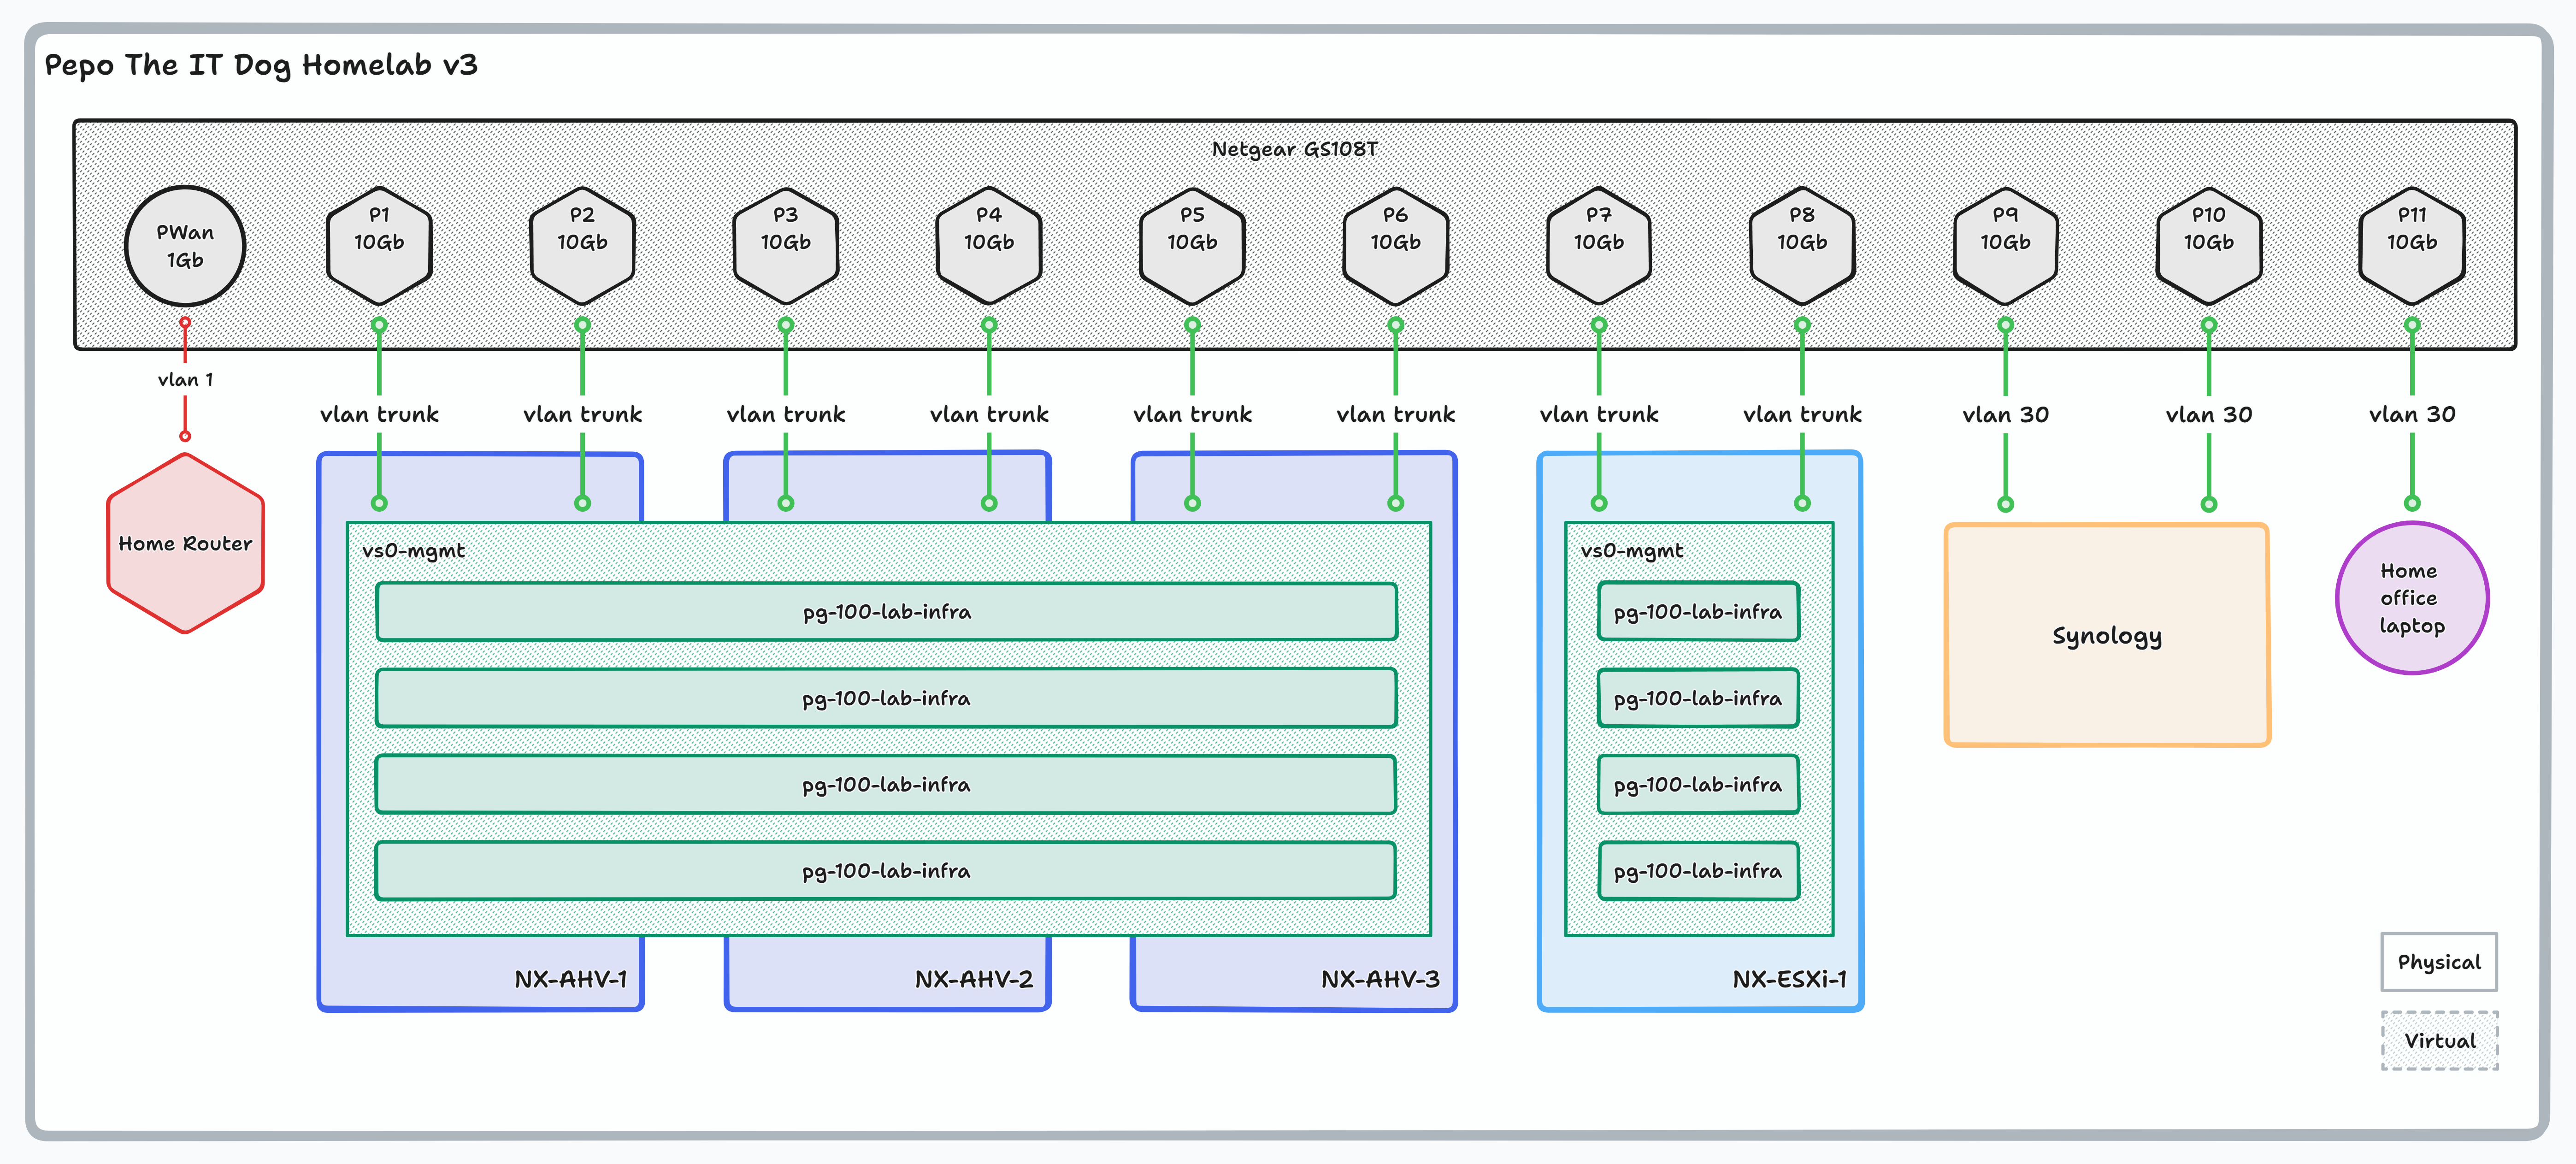 Pepo The IT Dog Homelab v3
Netgear GS108T
PWan
1Gb
P1
10Gb
P2
10Gb
P3
10Gb
P4
10Gb
P5
10Gb
P6
10Gb
P7
10Gb
P8
10Gb
P9
10Gb
P10
10Gb
P11
10Gb
vlan 1
vlan trunk
vlan trunk
vlan trunk
vlan trunk
vlan trunk
vlan trunk
vlan trunk
vlan trunk
vlan 30
vlan 30
vlan 30
Home Router
vs0-mgmt
pg-100-lab-infra
pg-100-lab-infra
pg-100-lab-infra
pg-100-lab-infra
NX-AHV-1
NX-AHV-2
NX-AHV-3
vs0-mgmt
pg-100-lab-infra
pg-100-lab-infra
pg-100-lab-infra
pg-100-lab-infra
NX-ESXi-1
Synology
Home
office
laptop
Physical
Virtual